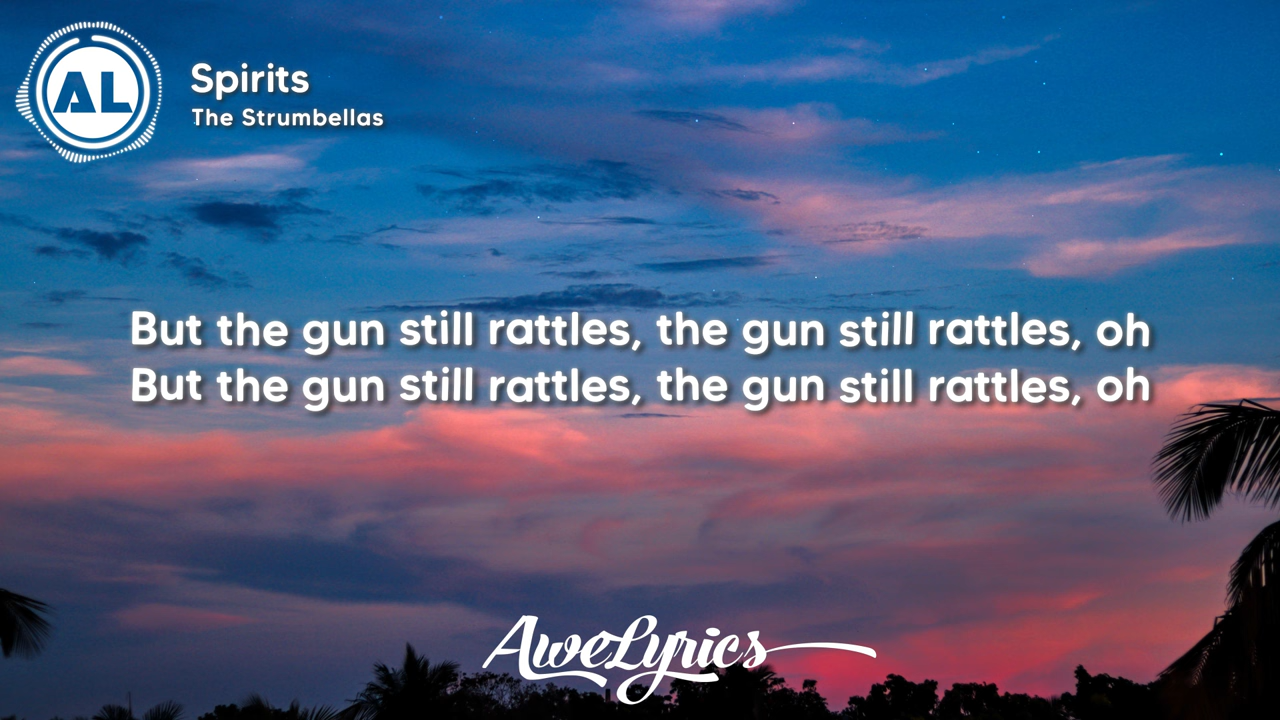 AL
Spirits
The Strumbellas
But the gun still rattles, the gun still rattles, oh
But the gun still rattles, the gun still rattles, oh
AweLyrics